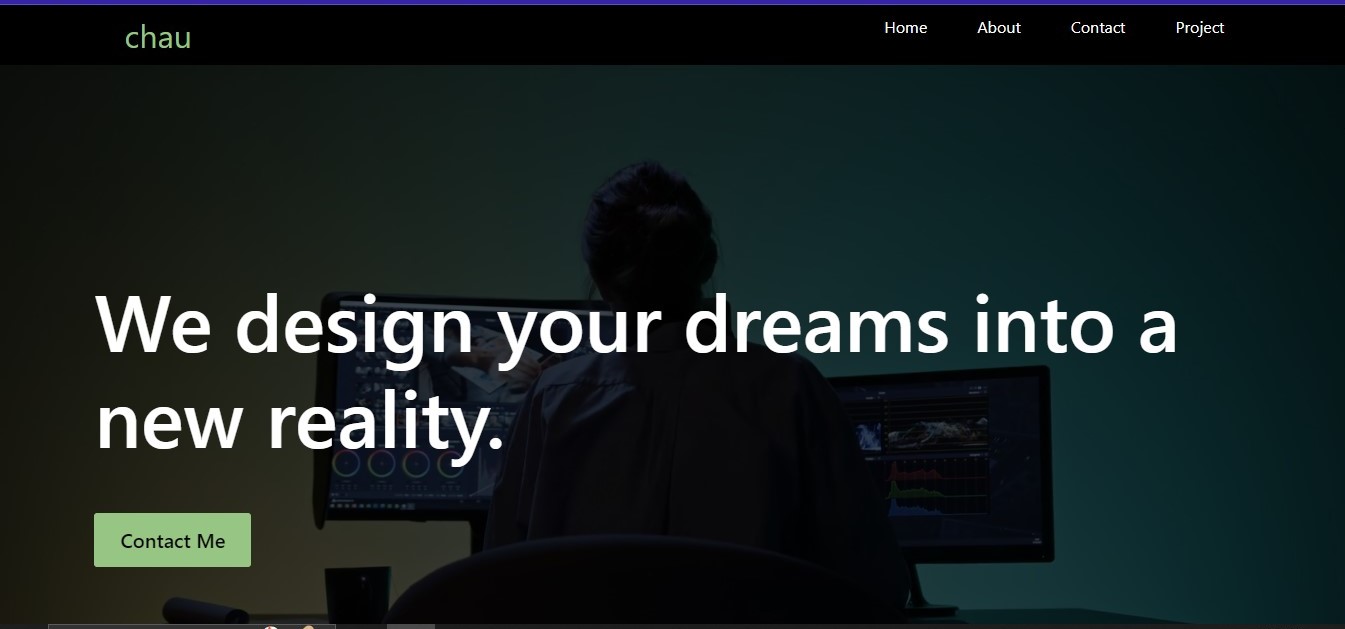 chau
Home About Contact Project
We design your dreams into a
new reality.
Contact Me